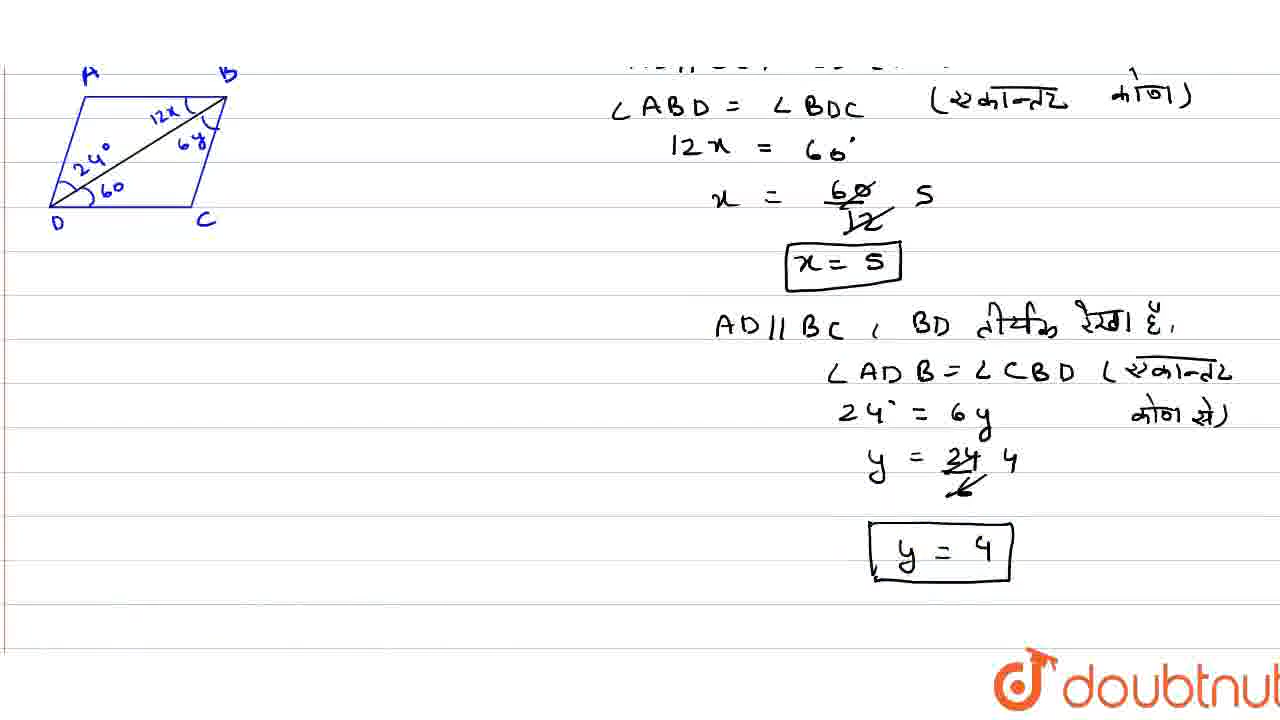 A B
12x
6y
24°
60
D C
∠ABD = ∠BDC (एकान्तर कोण)
12x = 60°
x = 60/12 5
x = 5
AD || BC, BD तीर्यक रेखा है,
∠ADB = ∠CBD (एकान्तर
24° = 6y कोण से)
y = 24/6 4
y = 4
doubtnut